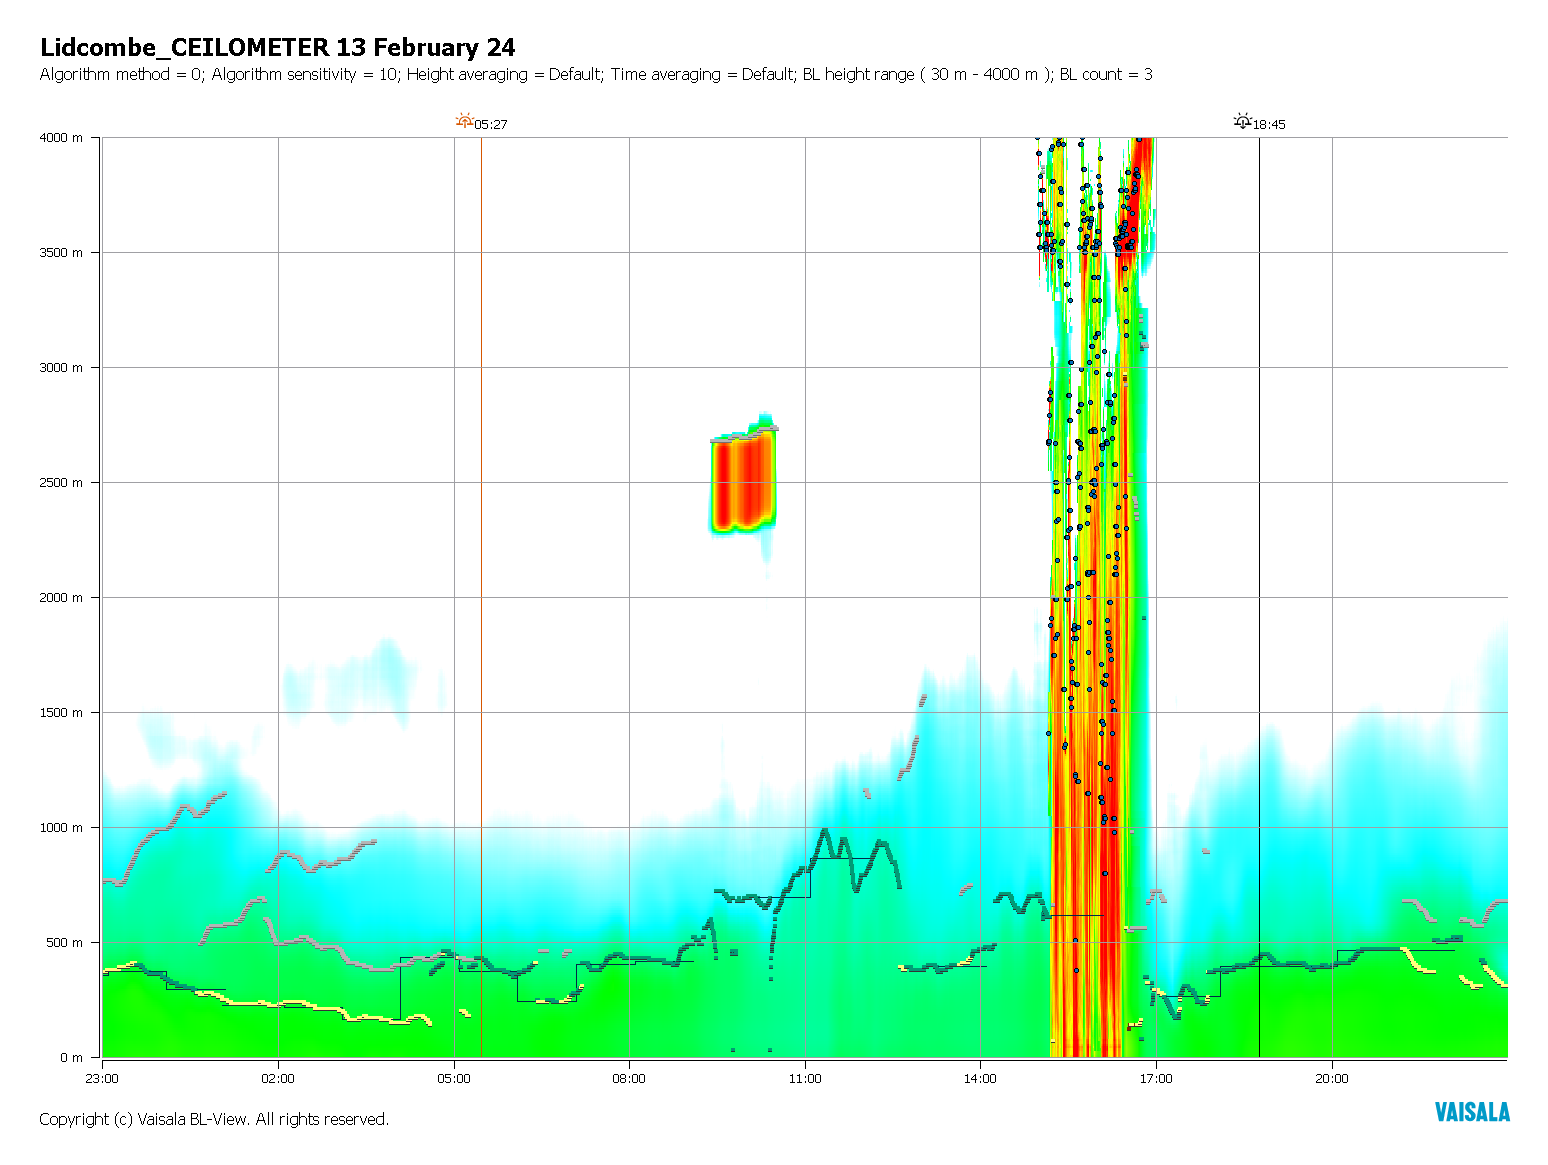 Lidcombe_CEILOMETER 13 February 24
Algorithm method = 0; Algorithm sensitivity = 10; Height averaging = Default; Time averaging = Default; BL height range ( 30 m - 4000 m ); BL count = 3
05:27 18:45
4000 m
3500 m
3000 m
2500 m
2000 m
1500 m
1000 m
500 m
0 m
23:00 02:00 05:00 08:00 11:00 14:00 17:00 20:00
Copyright (c) Vaisala BL-View. All rights reserved.
VAISALA